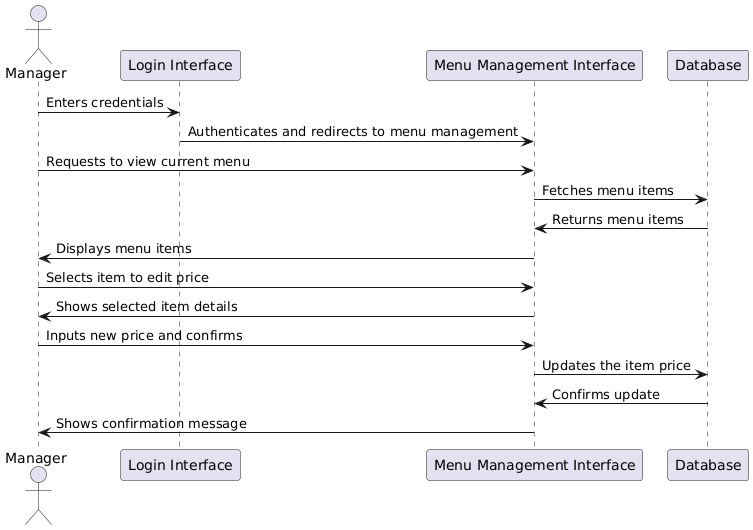 Manager
Login Interface
Menu Management Interface
Database
Enters credentials
Authenticates and redirects to menu management
Requests to view current menu
Fetches menu items
Returns menu items
Displays menu items
Selects item to edit price
Shows selected item details
Inputs new price and confirms
Updates the item price
Confirms update
Shows confirmation message
Manager
Login Interface
Menu Management Interface
Database